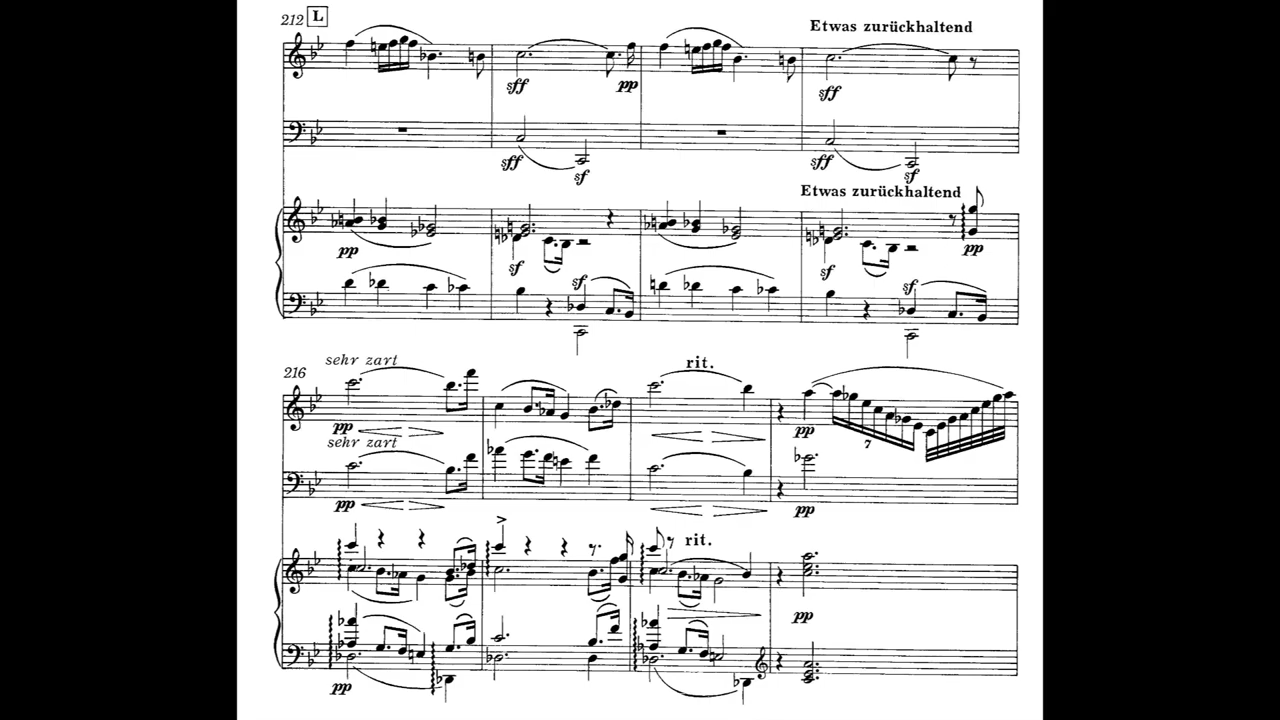 212 L
Etwas zurückhaltend
sff pp sff
sff sf sff sf
Etwas zurückhaltend
pp sf sf sf sf pp
216 sehr zart rit.
pp pp
7
sehr zart
pp pp
rit.
pp
pp